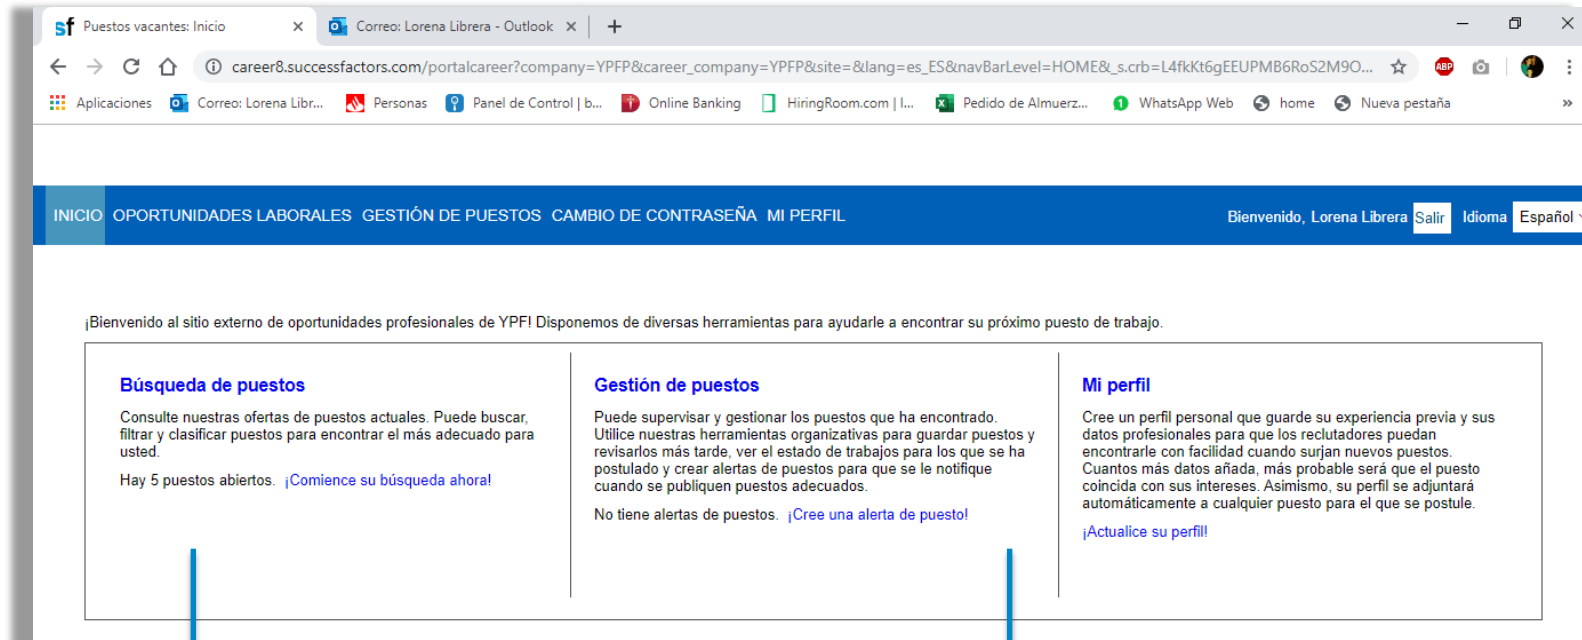 sf Puestos vacantes: Inicio
Correo: Lorena Librera - Outlook
career8.successfactors.com/portalcareer?company=YPFP&career_company=YPFP&site=&lang=es_ES&navBarLevel=HOME&_s.crb=L4fkKt6gEEUPMB6RoS2M9O...
ABP
Aplicaciones Correo: Lorena Libr... Personas Panel de Control | b... Online Banking HiringRoom.com | I... Pedido de Almuerz... WhatsApp Web home Nueva pestaña »
INICIO OPORTUNIDADES LABORALES GESTIÓN DE PUESTOS CAMBIO DE CONTRASEÑA MI PERFIL
Bienvenido, Lorena Librera Salir Idioma Español
¡Bienvenido al sitio externo de oportunidades profesionales de YPF! Disponemos de diversas herramientas para ayudarle a encontrar su próximo puesto de trabajo.
Búsqueda de puestos
Consulte nuestras ofertas de puestos actuales. Puede buscar,
filtrar y clasificar puestos para encontrar el más adecuado para
usted.
Hay 5 puestos abiertos. ¡Comience su búsqueda ahora!
Gestión de puestos
Puede supervisar y gestionar los puestos que ha encontrado.
Utilice nuestras herramientas organizativas para guardar puestos y
revisarlos más tarde, ver el estado de trabajos para los que se ha
postulado y crear alertas de puestos para que se le notifique
cuando se publiquen puestos adecuados.
No tiene alertas de puestos. ¡Cree una alerta de puesto!
Mi perfil
Cree un perfil personal que guarde su experiencia previa y sus
datos profesionales para que los reclutadores puedan
encontrarle con facilidad cuando surjan nuevos puestos.
Cuantos más datos añada, más probable será que el puesto
coincida con sus intereses. Asimismo, su perfil se adjuntará
automáticamente a cualquier puesto para el que se postule.
¡Actualice su perfil!